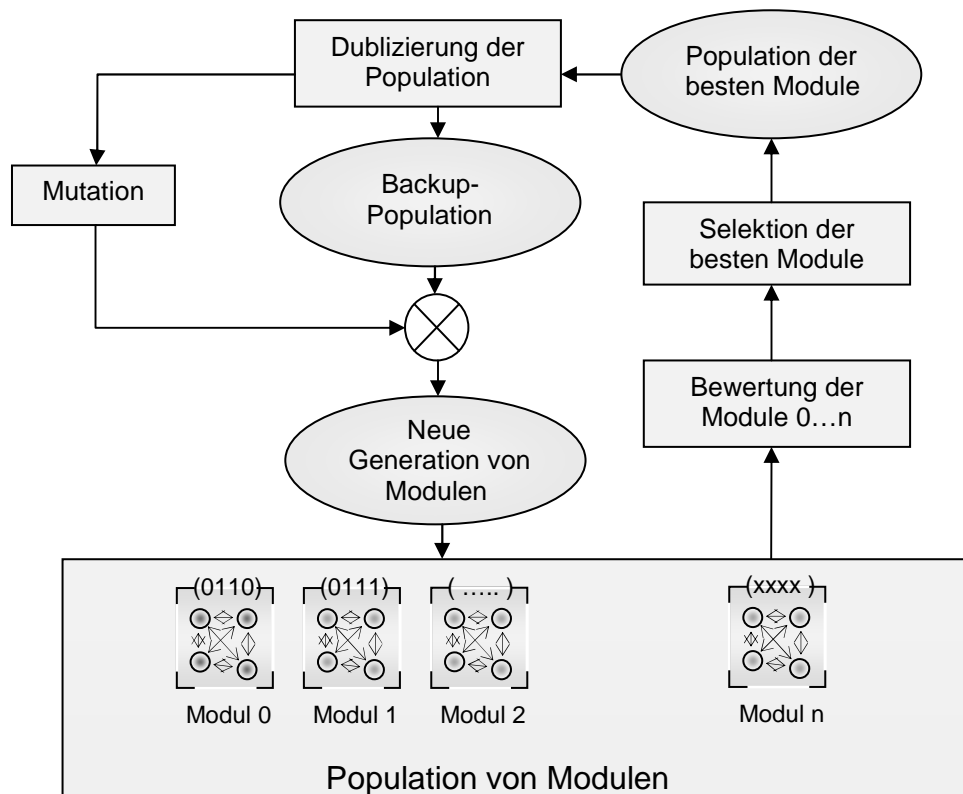 Dublizierung der
Population
Population der
besten Module
Mutation
Backup-
Population
Selektion der
besten Module
Bewertung der
Module 0…n
Neue
Generation von
Modulen
(0110)
(0111)
( ..... )
(xxxx )
Modul 0
Modul 1
Modul 2
Modul n
Population von Modulen